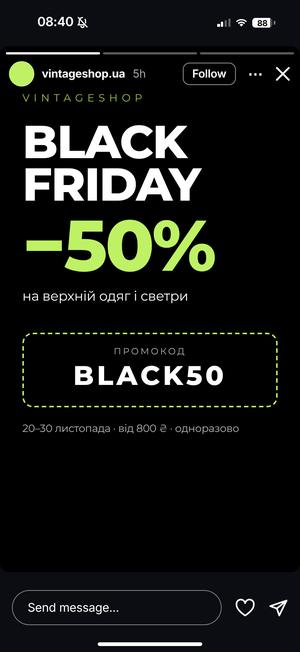 08:40
88
vintageshop.ua 5h
Follow
VINTAGESHOP
BLACK
FRIDAY
−50%
на верхній одяг і светри
ПРОМОКОД
BLACK50
20–30 листопада · від 800 ₴ · одноразово
Send message...